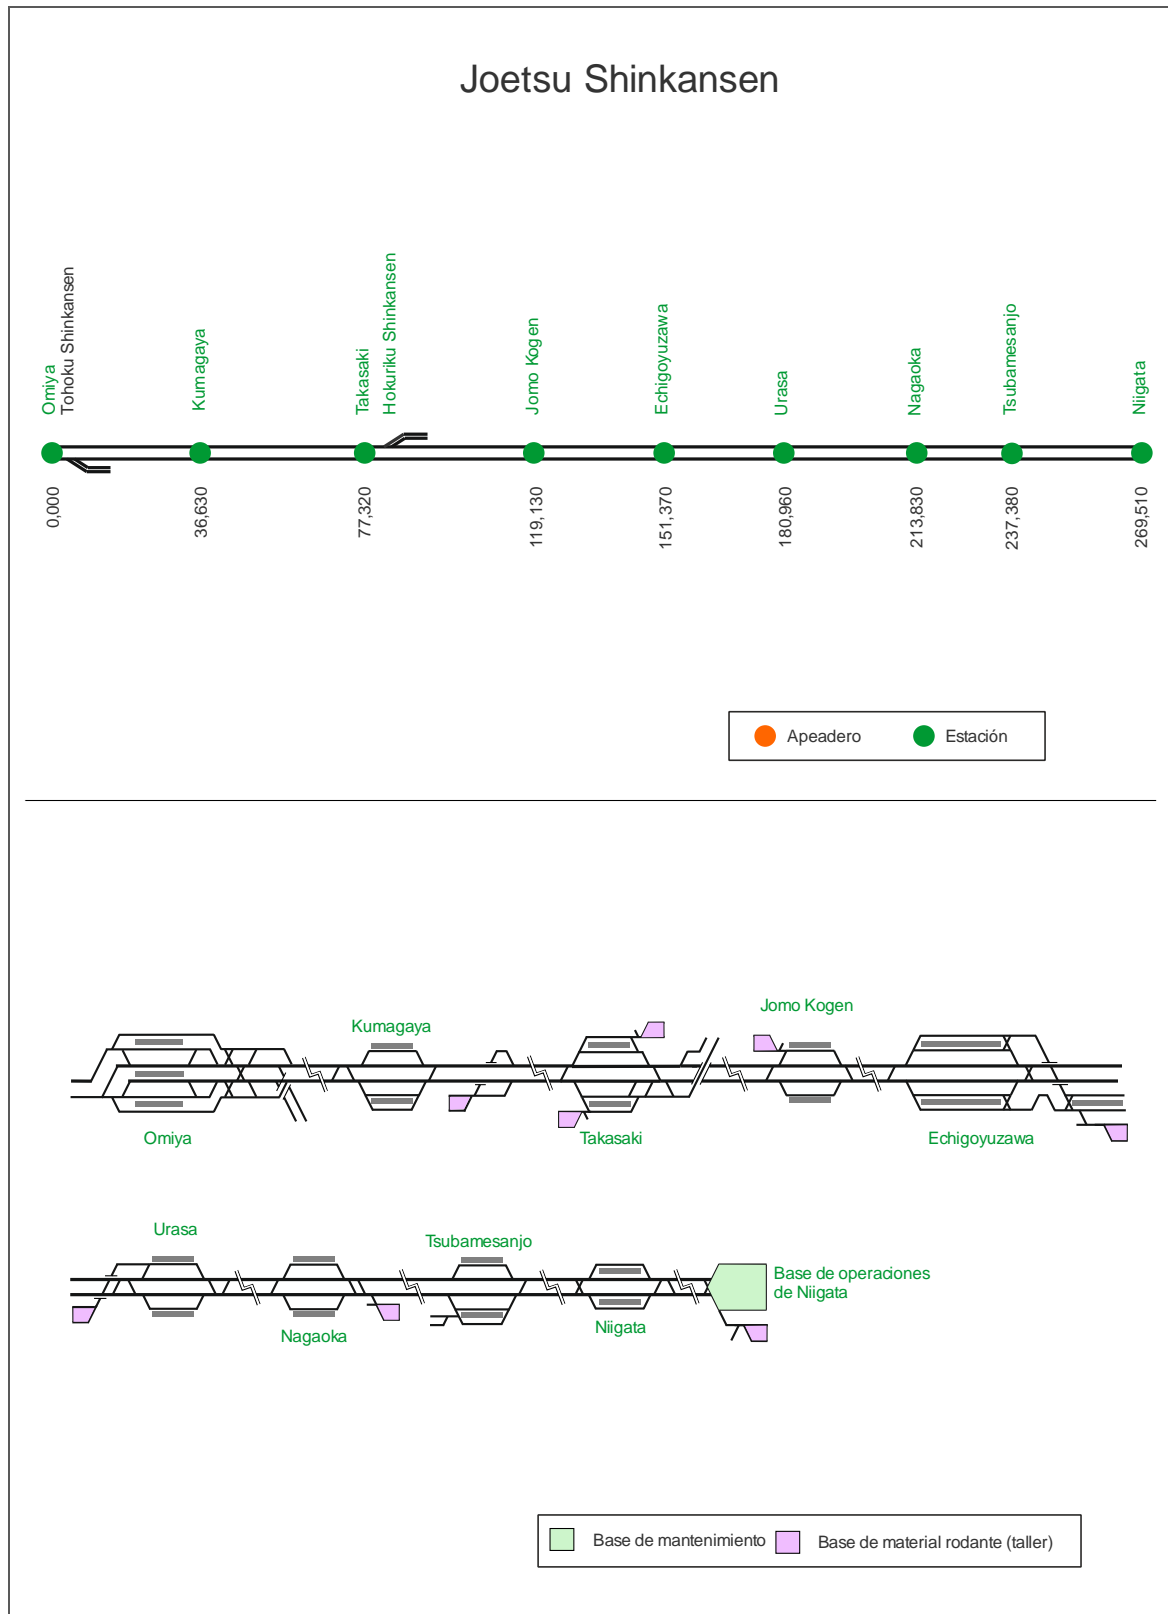 Joetsu Shinkansen
Omiya
Tohoku Shinkansen
Kumagaya
Takasaki
Hokuriku Shinkansen
Jomo Kogen
Echigoyuzawa
Urasa
Nagaoka
Tsubamesanjo
Niigata
0,000
36,630
77,320
119,130
151,370
180,960
213,830
237,380
269,510
Apeadero
Estación
Jomo Kogen
Kumagaya
Omiya
Takasaki
Echigoyuzawa
Urasa
Tsubamesanjo
Base de operaciones
de Niigata
Nagaoka
Niigata
Base de mantenimiento
Base de material rodante (taller)